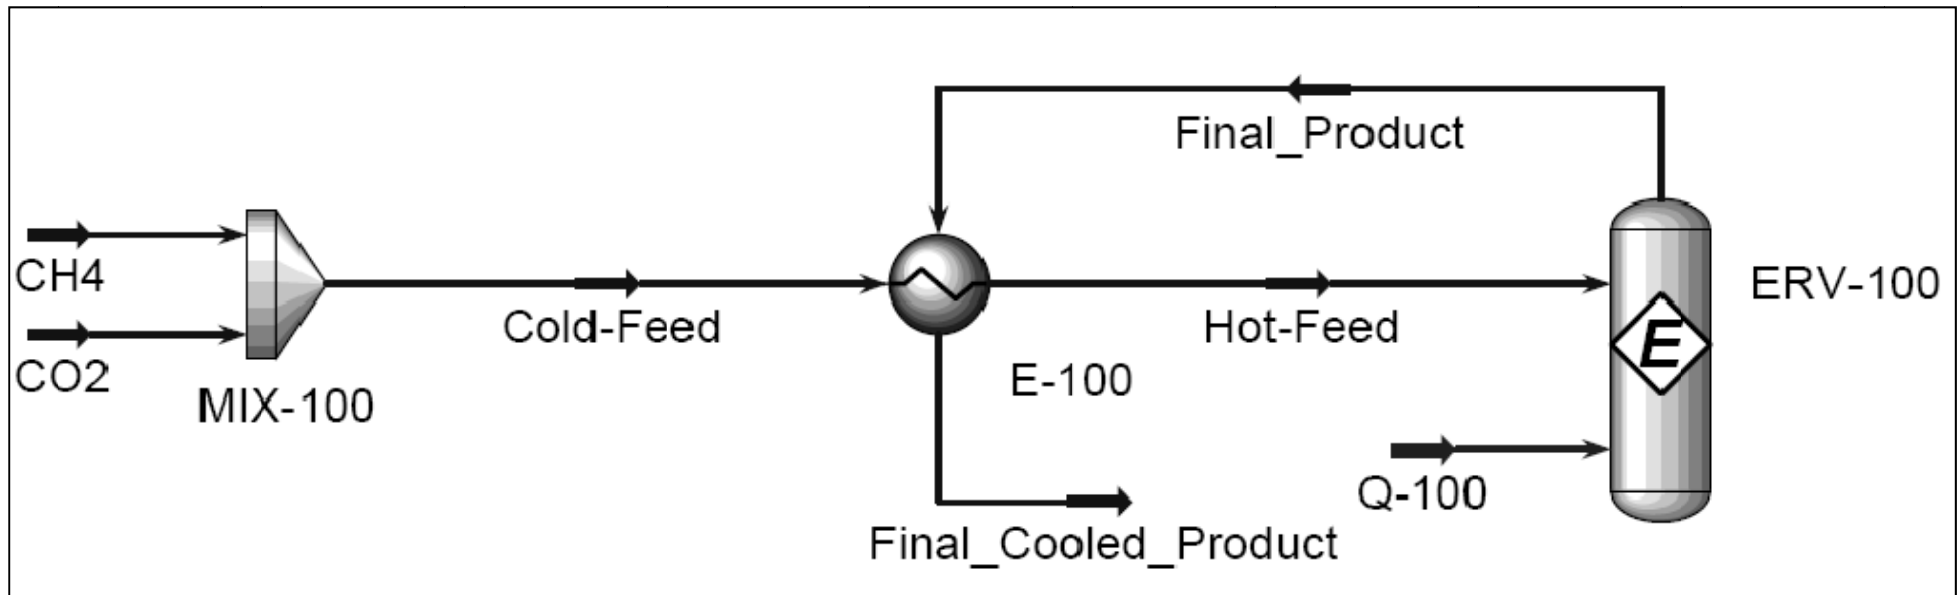 Final_Product
CH4
CO2
MIX-100
Cold-Feed
E-100
Hot-Feed
ERV-100
E
Q-100
Final_Cooled_Product